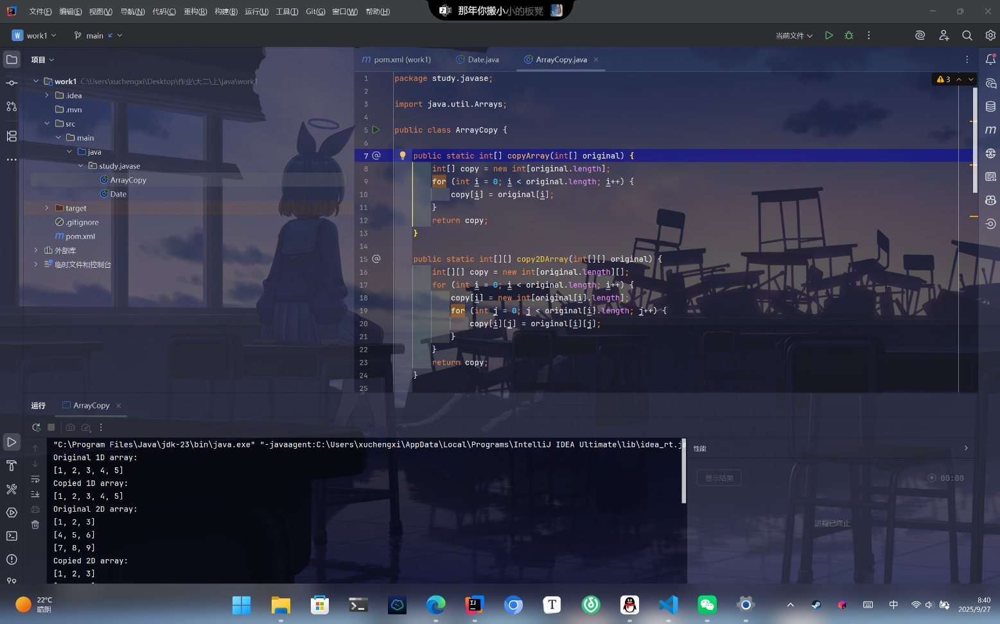 文件(F) 编辑(E) 视图(V) 导航(N) 代码(C) 重构(R) 构建(B) 运行(U) 工具(T) Git(G) 窗口(W) 帮助(H)
那年你搬小小的板凳
W work1 main 当前文件
项目
pom.xml (work1) Date.java ArrayCopy.java
work1 C:\Users\xuchengxi\Desktop\作业\大二\上\java\work1
.idea
.mvn
src
main
java
study.javase
ArrayCopy
Date
target
.gitignore
pom.xml
外部库
临时文件和控制台
3
1 package study.javase;
2
3 import java.util.Arrays;
4
5 public class ArrayCopy {
6
7 public static int[] copyArray(int[] original) {
8 int[] copy = new int[original.length];
9 for (int i = 0; i < original.length; i++) {
10 copy[i] = original[i];
11 }
12 return copy;
13 }
14
15 public static int[][] copy2DArray(int[][] original) {
16 int[][] copy = new int[original.length][];
17 for (int i = 0; i < original.length; i++) {
18 copy[i] = new int[original[i].length];
19 for (int j = 0; j < original[i].length; j++) {
20 copy[i][j] = original[i][j];
21 }
22 }
23 return copy;
24 }
25
运行 ArrayCopy
"C:\Program Files\Java\jdk-23\bin\java.exe" "-javaagent:C:\Users\xuchengxi\AppData\Local\Programs\IntelliJ IDEA Ultimate\lib\idea_rt.ja
Original 1D array:
[1, 2, 3, 4, 5]
Copied 1D array:
[1, 2, 3, 4, 5]
Original 2D array:
[1, 2, 3]
[4, 5, 6]
[7, 8, 9]
Copied 2D array:
[1, 2, 3]
性能
显示结果 00:00
进程已终止
22°C
晴朗
中
8:40
2025/9/27